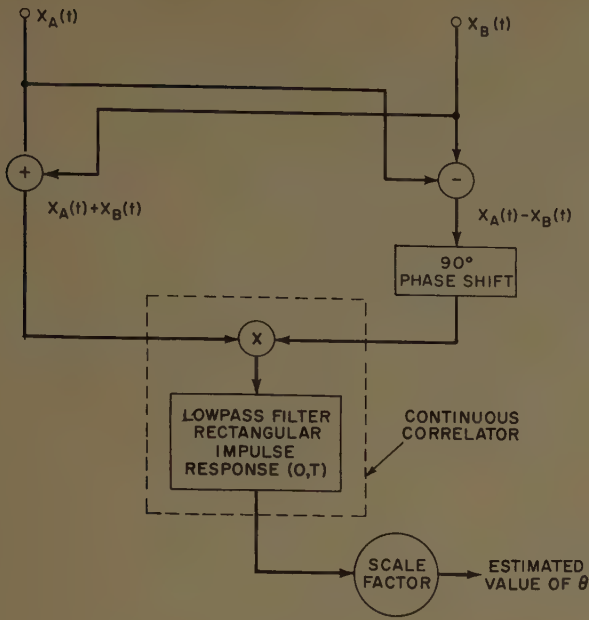 X_A(t)
X_B(t)
+
−
X_A(t)+X_B(t)
X_A(t)−X_B(t)
90°
PHASE SHIFT
X
LOWPASS FILTER
RECTANGULAR
IMPULSE
RESPONSE (0,T)
CONTINUOUS
CORRELATOR
SCALE
FACTOR
ESTIMATED
VALUE OF θ